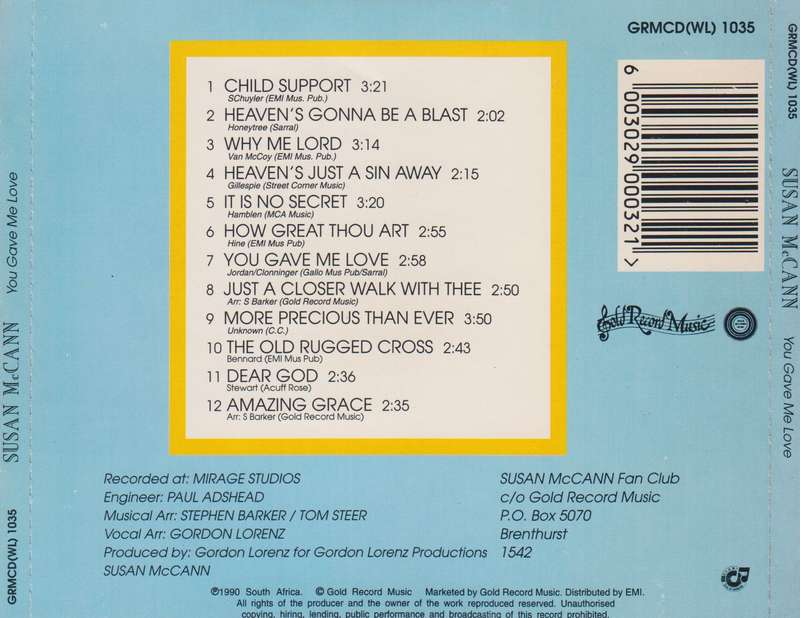 GRMCD(WL) 1035
1 CHILD SUPPORT 3:21
SChuyler (EMI Mus. Pub.)
2 HEAVEN'S GONNA BE A BLAST 2:02
Honeytree (Sarral)
3 WHY ME LORD 3:14
Van McCoy (EMI Mus. Pub.)
4 HEAVEN'S JUST A SIN AWAY 2:15
Gillespie (Street Corner Music)
5 IT IS NO SECRET 3:20
Hamblen (MCA Music)
6 HOW GREAT THOU ART 2:55
Hine (EMI Mus Pub)
7 YOU GAVE ME LOVE 2:58
Jordan/Clonninger (Gallo Mus Pub/Sarral)
8 JUST A CLOSER WALK WITH THEE 2:50
Arr: S Barker (Gold Record Music)
9 MORE PRECIOUS THAN EVER 3:50
Unknown (C.C.)
10 THE OLD RUGGED CROSS 2:43
Bennard (EMI Mus Pub)
11 DEAR GOD 2:36
Stewart (Acuff Rose)
12 AMAZING GRACE 2:35
Arr: S Barker (Gold Record Music)
6 003029 000321 >
Gold Record Music
Recorded at: MIRAGE STUDIOS
Engineer: PAUL ADSHEAD
Musical Arr: STEPHEN BARKER / TOM STEER
Vocal Arr: GORDON LORENZ
Produced by: Gordon Lorenz for Gordon Lorenz Productions
SUSAN McCANN
SUSAN McCANN Fan Club
c/o Gold Record Music
P.O. Box 5070
Brenthurst
1542
℗1990 South Africa. © Gold Record Music Marketed by Gold Record Music. Distributed by EMI.
All rights of the producer and the owner of the work reproduced reserved. Unauthorised
copying, hiring, lending, public performance and broadcasting of this record prohibited.
GRMCD(WL) 1035 SUSAN McCANN You Gave Me Love
GRMCD(WL) 1035 SUSAN McCANN You Gave Me Love